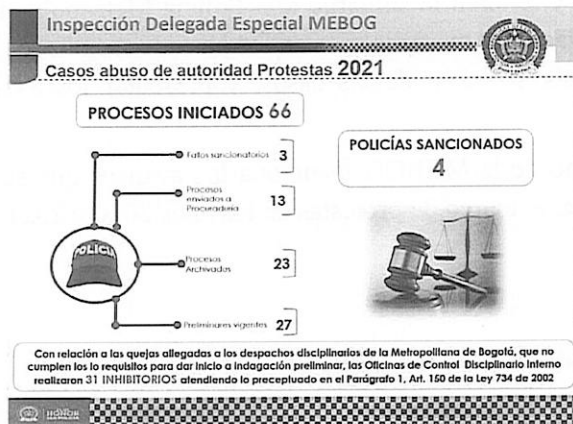 Inspección Delegada Especial MEBOG
Casos abuso de autoridad Protestas 2021
PROCESOS INICIADOS 66
Fallos sancionatorios 3
Procesos
enviados a
Procuraduría
13
Procesos
Archivados
23
Preliminares vigentes 27
POLICÍAS SANCIONADOS
4
POLICÍA
Con relación a las quejas allegadas a los despachos disciplinarios de la Metropolitana de Bogotá, que no
cumplen los lo requisitos para dar inicio a indagación preliminar, las Oficinas de Control Disciplinario Interno
realizaron 31 INHIBITORIOS atendiendo lo preceptuado en el Parágrafo 1, Art. 150 de la Ley 734 de 2002
HONOR